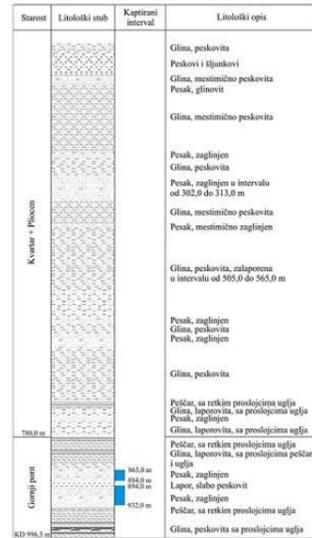 Starost
Litološki stub
Kaptirani
interval
Litološki opis
Kvartar + Pliocen
Glina, peskovita
Peskovi i šljunkovi
Glina, mestimično peskovita
Pesak, glinovit
Glina, mestimično peskovita
Pesak, zaglinjen
Glina, peskovita
Pesak, zaglinjen u intervalu
od 302,0 do 313,0 m
Glina, mestimično peskovita
Pesak, mestimično zaglinjen
Glina, peskovita, zalaporena
u intervalu od 505,0 do 565,0 m
Pesak, zaglinjen
Glina, peskovita
Pesak, zaglinjen
Glina, peskovita
Peščar, sa retkim proslojcima uglja
Glina, laporovita, sa proslojcima uglja
Pesak, zaglinjen
Glina, laporovita, sa proslojcima uglja
780,0 m
Gornji pont
Peščar, sa retkim proslojcima uglja
Glina, laporovita, sa proslojcima peščar
i uglja
863,0 m
Pesak, zaglinjen
884,0 m
Lapor, slabo peskovit
894,0 m
Pesak, zaglinjen
932,0 m
Peščar, sa retkim proslojcima uglja
Glina, peskovita sa proslojcima uglja
KD 996,5 m